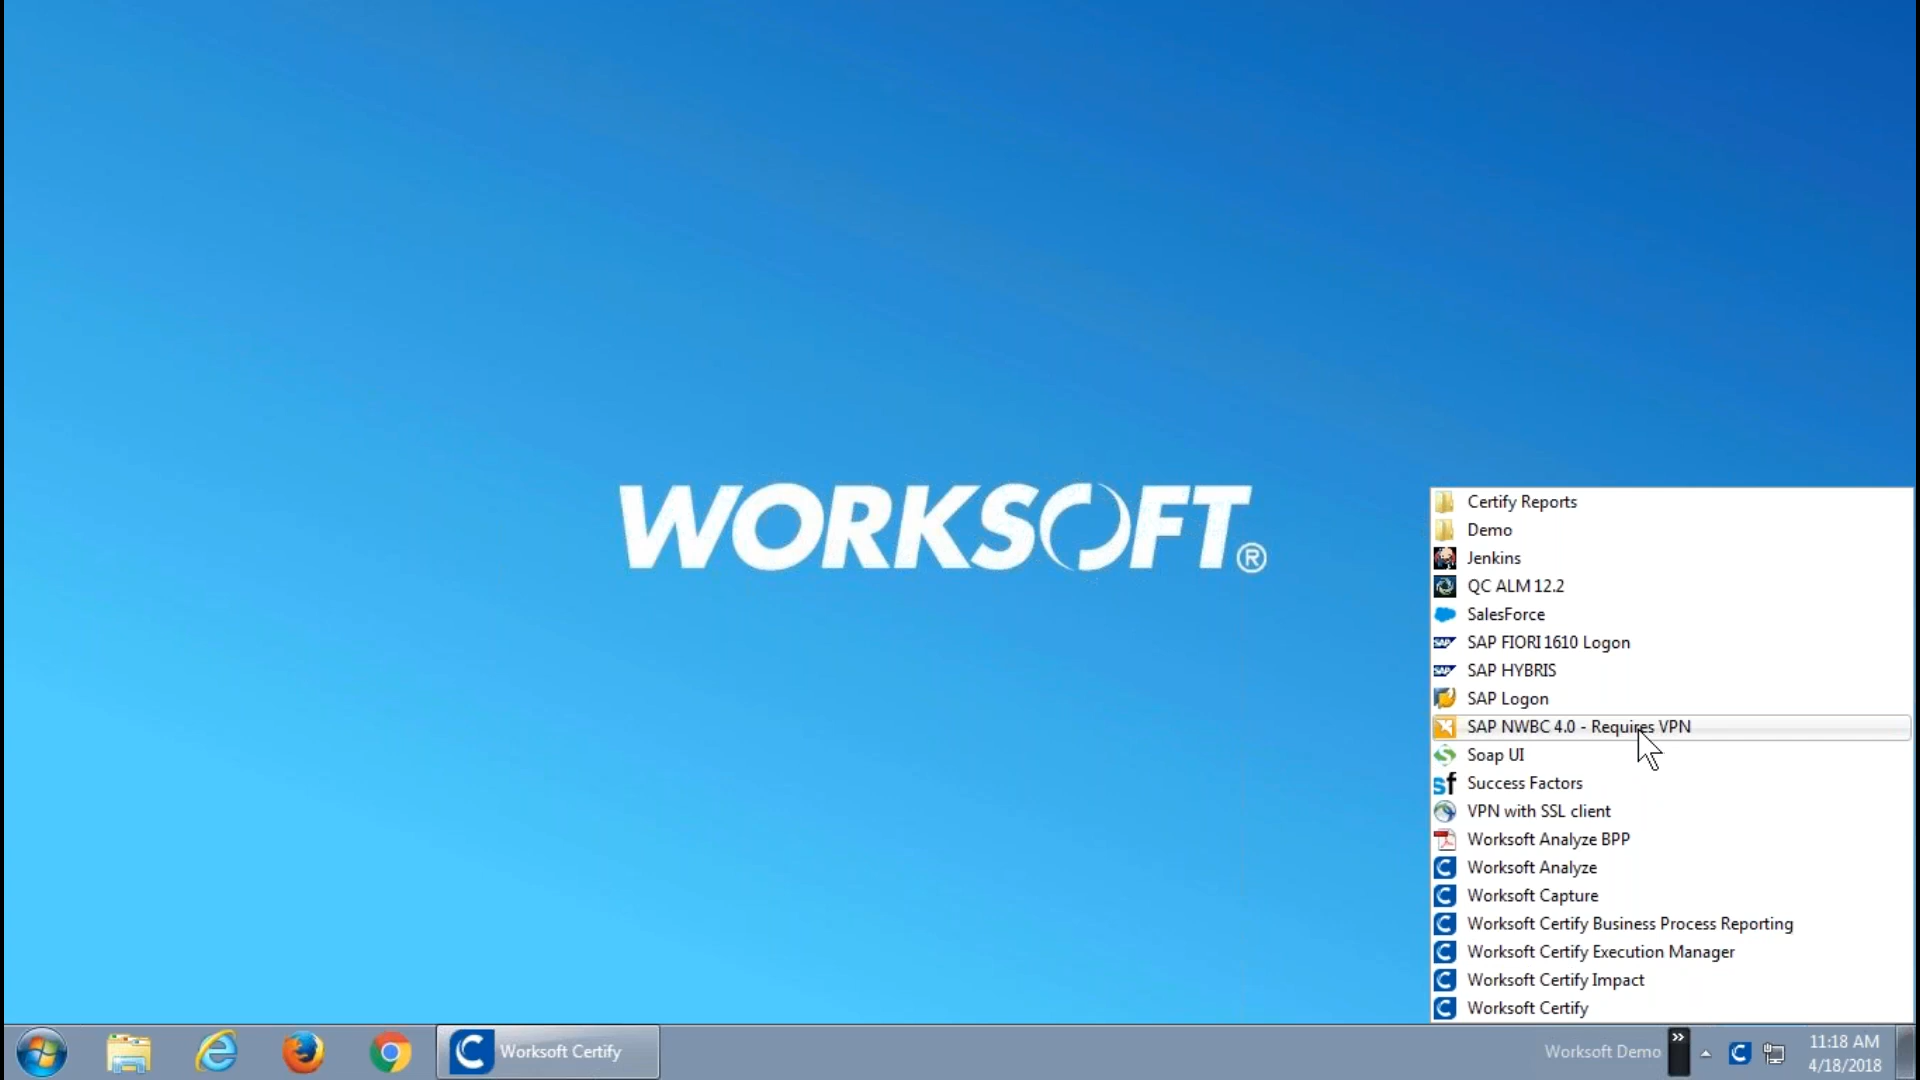 WORKSOFT®
Certify Reports
Demo
Jenkins
QC ALM 12.2
SalesForce
SAP FIORI 1610 Logon
SAP HYBRIS
SAP Logon
SAP NWBC 4.0 - Requires VPN
Soap UI
Success Factors
VPN with SSL client
Worksoft Analyze BPP
Worksoft Analyze
Worksoft Capture
Worksoft Certify Business Process Reporting
Worksoft Certify Execution Manager
Worksoft Certify Impact
Worksoft Certify
Worksoft Certify
Worksoft Demo
11:18 AM
4/18/2018